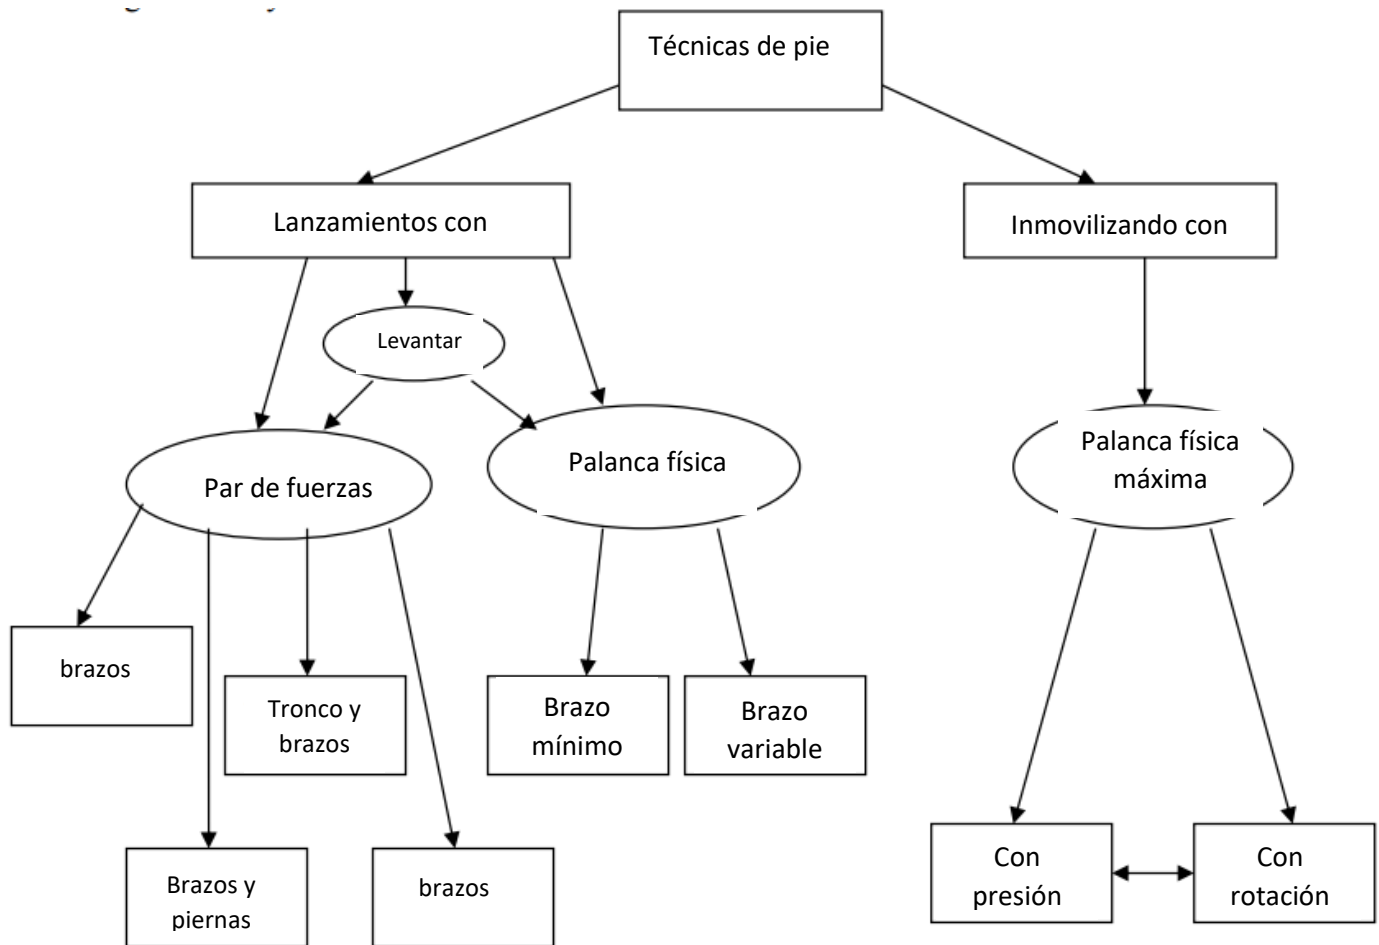 Técnicas de pie
Lanzamientos con
Inmovilizando con
Levantar
Par de fuerzas
Palanca física
Palanca física
máxima
brazos
Tronco y
brazos
Brazo
mínimo
Brazo
variable
Brazos y
piernas
brazos
Con
presión
Con
rotación